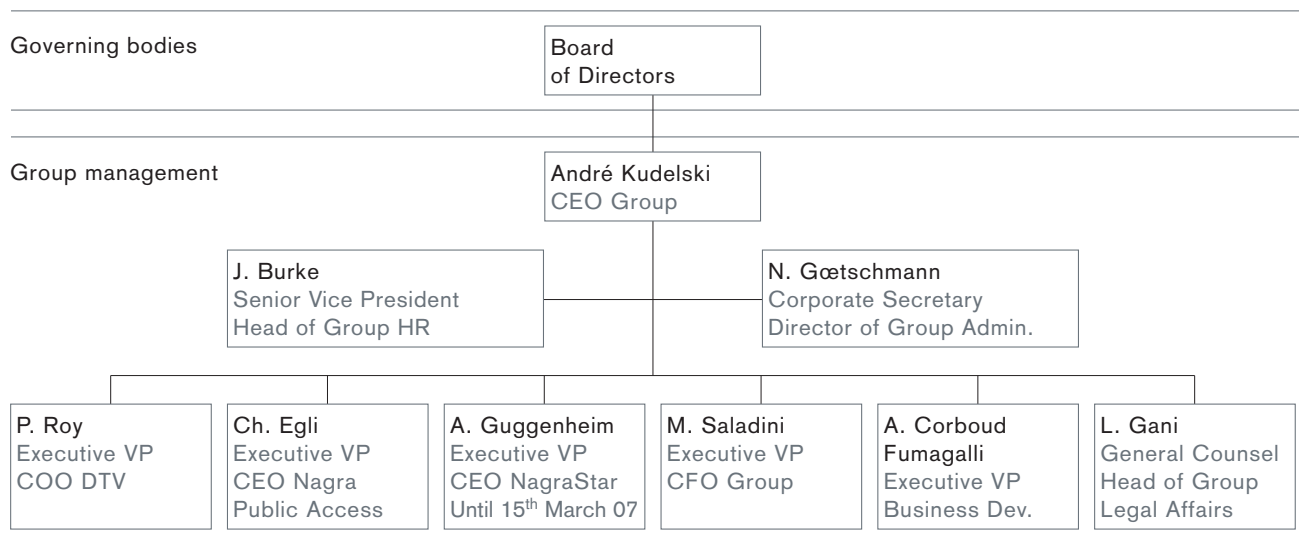 Governing bodies
Board
of Directors
Group management
André Kudelski
CEO Group
J. Burke
Senior Vice President
Head of Group HR
N. Gœtschmann
Corporate Secretary
Director of Group Admin.
P. Roy
Executive VP
COO DTV
Ch. Egli
Executive VP
CEO Nagra
Public Access
A. Guggenheim
Executive VP
CEO NagraStar
Until 15th March 07
M. Saladini
Executive VP
CFO Group
A. Corboud
Fumagalli
Executive VP
Business Dev.
L. Gani
General Counsel
Head of Group
Legal Affairs